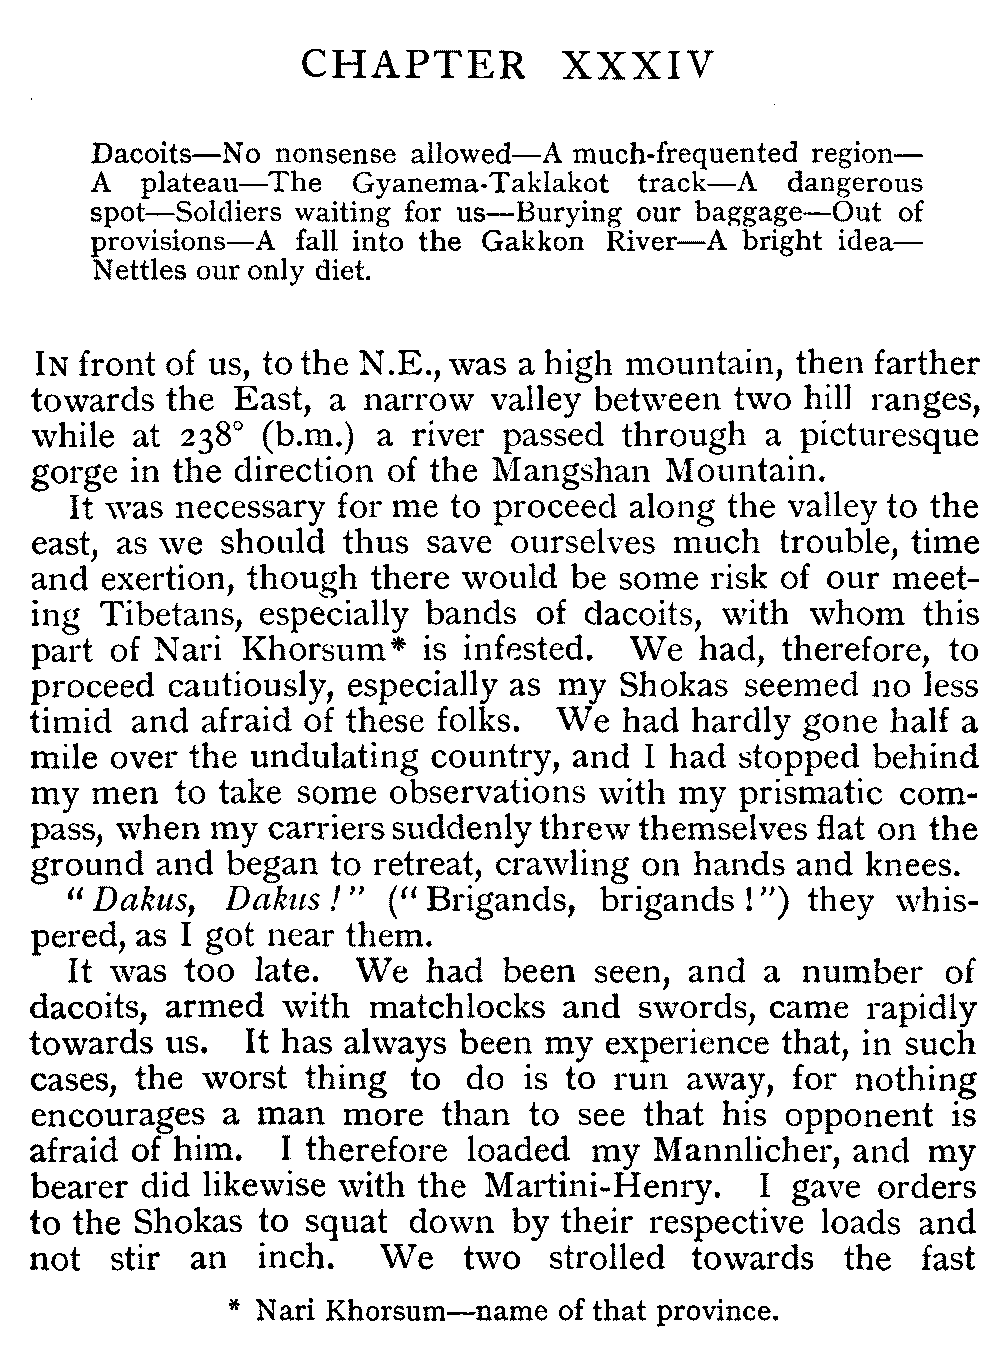 CHAPTER XXXIV
Dacoits—No nonsense allowed—A much-frequented region—
A plateau—The Gyanema-Taklakot track—A dangerous
spot—Soldiers waiting for us—Burying our baggage—Out of
provisions—A fall into the Gakkon River—A bright idea—
Nettles our only diet.
IN front of us, to the N.E., was a high mountain, then farther
towards the East, a narrow valley between two hill ranges,
while at 238° (b.m.) a river passed through a picturesque
gorge in the direction of the Mangshan Mountain.
It was necessary for me to proceed along the valley to the
east, as we should thus save ourselves much trouble, time
and exertion, though there would be some risk of our meet-
ing Tibetans, especially bands of dacoits, with whom this
part of Nari Khorsum* is infested. We had, therefore, to
proceed cautiously, especially as my Shokas seemed no less
timid and afraid of these folks. We had hardly gone half a
mile over the undulating country, and I had stopped behind
my men to take some observations with my prismatic com-
pass, when my carriers suddenly threw themselves flat on the
ground and began to retreat, crawling on hands and knees.
"Dakus, Dakus!" ("Brigands, brigands!") they whis-
pered, as I got near them.
It was too late. We had been seen, and a number of
dacoits, armed with matchlocks and swords, came rapidly
towards us. It has always been my experience that, in such
cases, the worst thing to do is to run away, for nothing
encourages a man more than to see that his opponent is
afraid of him. I therefore loaded my Mannlicher, and my
bearer did likewise with the Martini-Henry. I gave orders
to the Shokas to squat down by their respective loads and
not stir an inch. We two strolled towards the fast
* Nari Khorsum—name of that province.